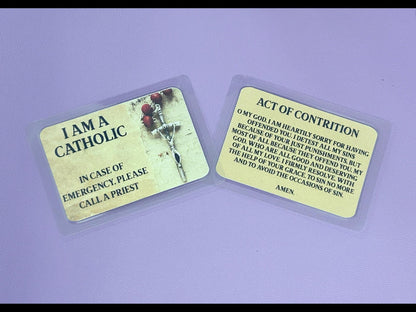 I AM A
CATHOLIC
IN CASE OF
EMERGENCY, PLEASE
CALL A PRIEST
ACT OF CONTRITION
O MY GOD, I AM HEARTILY SORRY FOR HAVING
OFFENDED YOU. I DETEST ALL MY SINS
BECAUSE OF YOUR JUST PUNISHMENTS, BUT
MOST OF ALL BECAUSE THEY OFFEND YOU, MY
GOD, WHO ARE ALL GOOD AND DESERVING
OF ALL MY LOVE. I FIRMLY RESOLVE, WITH
THE HELP OF YOUR GRACE, TO SIN NO MORE
AND TO AVOID THE OCCASIONS OF SIN.
AMEN.